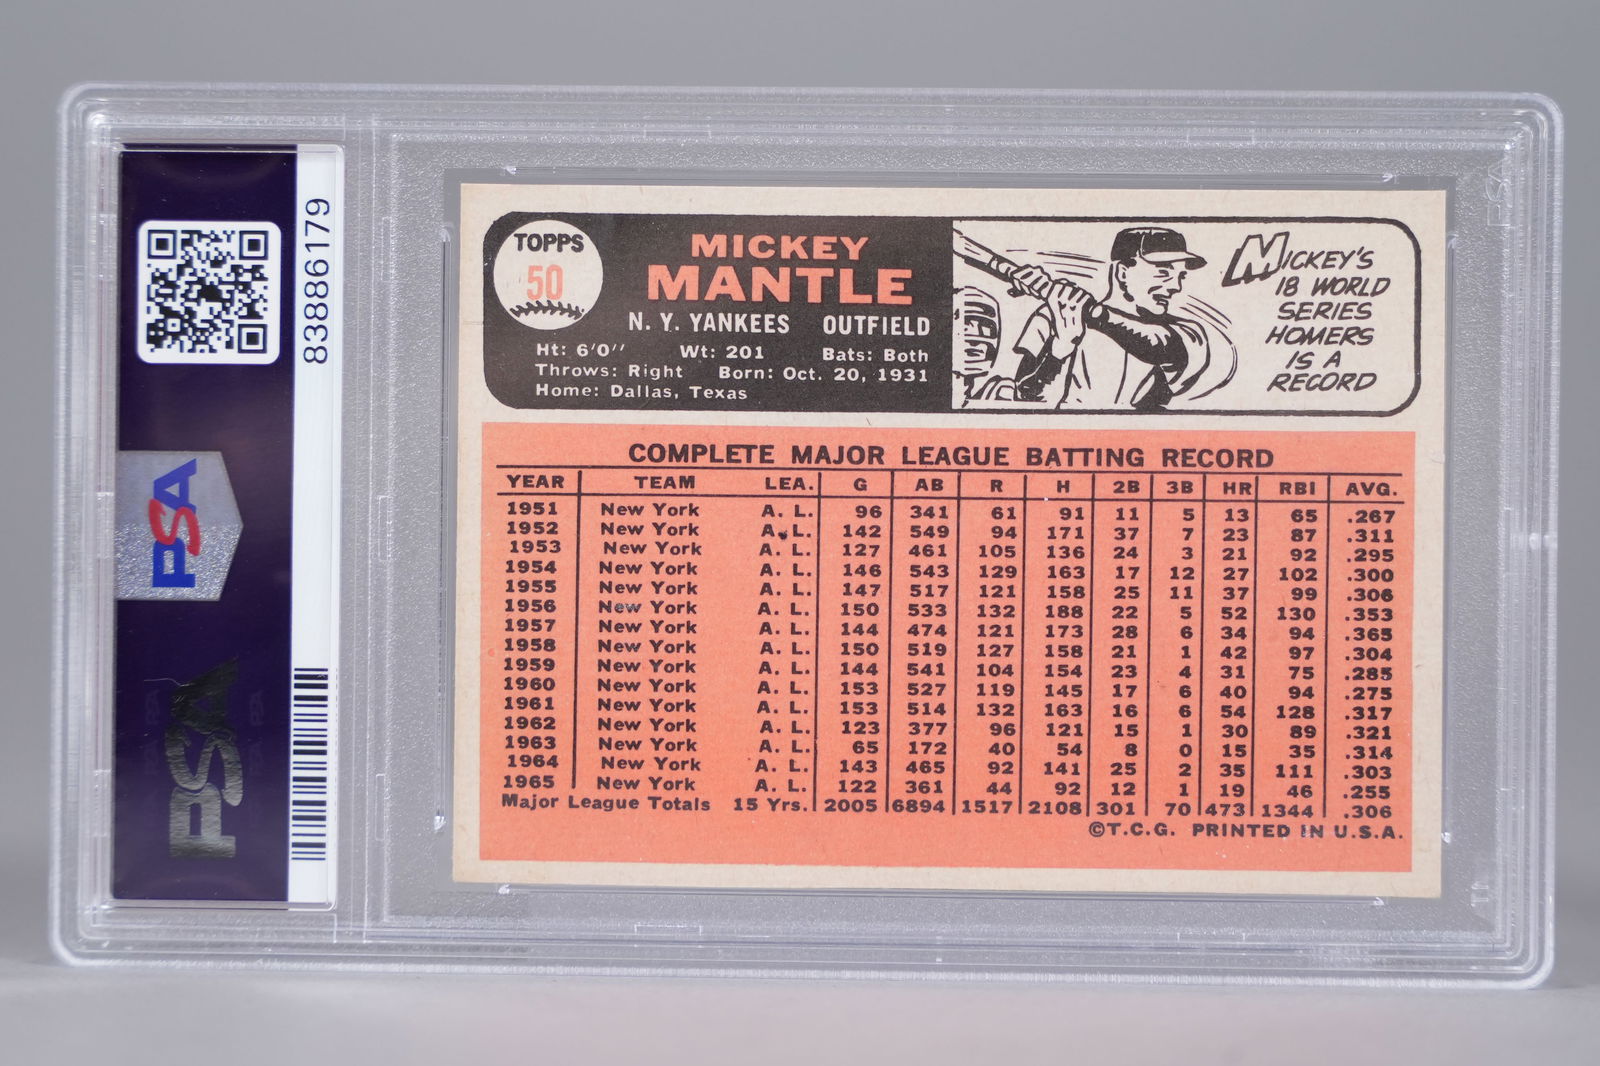 83886179
PSA
PSA
TOPPS
50
MICKEY
MANTLE
N. Y. YANKEES OUTFIELD
Ht: 6'0'' Wt: 201 Bats: Both
Throws: Right Born: Oct. 20, 1931
Home: Dallas, Texas
MICKEY'S
18 WORLD
SERIES
HOMERS
IS A
RECORD
COMPLETE MAJOR LEAGUE BATTING RECORD
YEAR TEAM LEA. G AB R H 2B 3B HR RBI AVG.
1951 New York A. L. 96 341 61 91 11 5 13 65 .267
1952 New York A. L. 142 549 94 171 37 7 23 87 .311
1953 New York A. L. 127 461 105 136 24 3 21 92 .295
1954 New York A. L. 146 543 129 163 17 12 27 102 .300
1955 New York A. L. 147 517 121 158 25 11 37 99 .306
1956 New York A. L. 150 533 132 188 22 5 52 130 .353
1957 New York A. L. 144 474 121 173 28 6 34 94 .365
1958 New York A. L. 150 519 127 158 21 1 42 97 .304
1959 New York A. L. 144 541 104 154 23 4 31 75 .285
1960 New York A. L. 153 527 119 145 17 6 40 94 .275
1961 New York A. L. 153 514 132 163 16 6 54 128 .317
1962 New York A. L. 123 377 96 121 15 1 30 89 .321
1963 New York A. L. 65 172 40 54 8 0 15 35 .314
1964 New York A. L. 143 465 92 141 25 2 35 111 .303
1965 New York A. L. 122 361 44 92 12 1 19 46 .255
Major League Totals 15 Yrs. 2005 6894 1517 2108 301 70 473 1344 .306
©T.C.G. PRINTED IN U.S.A.